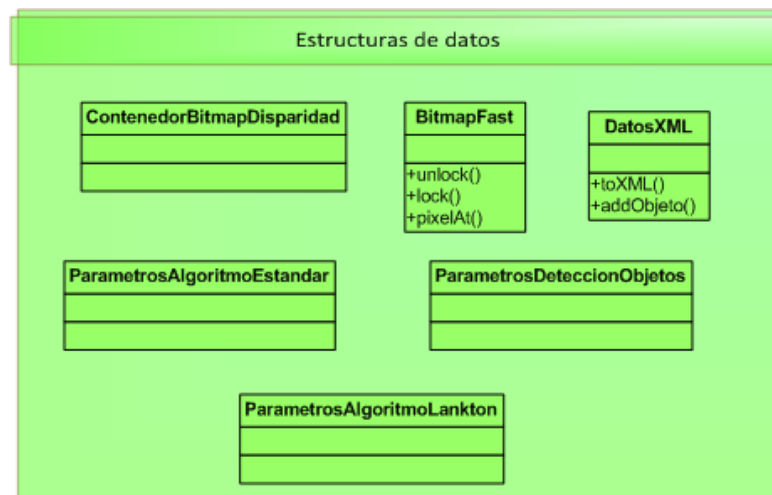 Estructuras de datos
ContenedorBitmapDisparidad
BitmapFast
+unlock()
+lock()
+pixelAt()
DatosXML
+toXML()
+addObjeto()
ParametrosAlgoritmoEstandar
ParametrosDeteccionObjetos
ParametrosAlgoritmoLankton